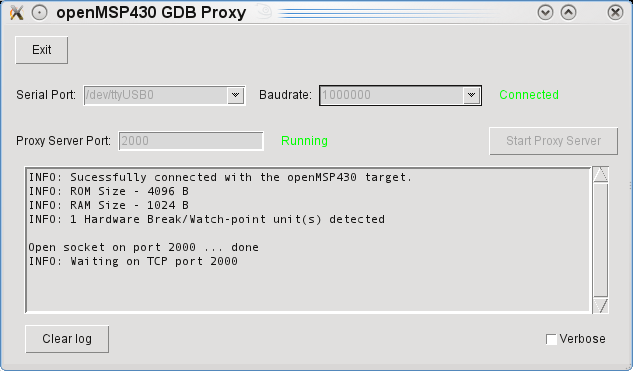 openMSP430 GDB Proxy
Exit
Serial Port: /dev/ttyUSB0 Baudrate: 1000000 Connected
Proxy Server Port: 2000 Running Start Proxy Server
INFO: Sucessfully connected with the openMSP430 target.
INFO: ROM Size - 4096 B
INFO: RAM Size - 1024 B
INFO: 1 Hardware Break/Watch-point unit(s) detected
Open socket on port 2000 ... done
INFO: Waiting on TCP port 2000
Clear log Verbose